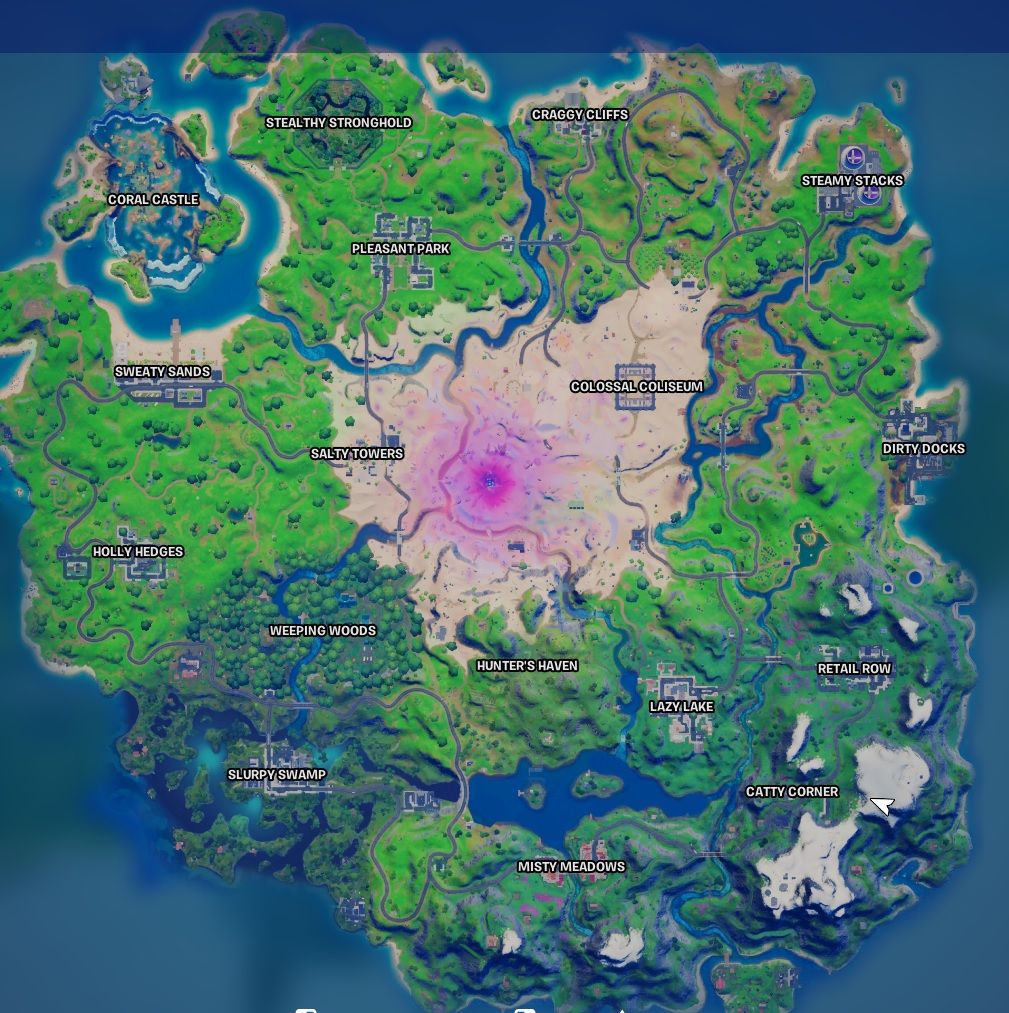 CRAGGY CLIFFS
STEALTHY STRONGHOLD
STEAMY STACKS
CORAL CASTLE
PLEASANT PARK
SWEATY SANDS
COLOSSAL COLISEUM
DIRTY DOCKS
SALTY TOWERS
HOLLY HEDGES
WEEPING WOODS
HUNTER'S HAVEN
RETAIL ROW
LAZY LAKE
SLURPY SWAMP
CATTY CORNER
MISTY MEADOWS